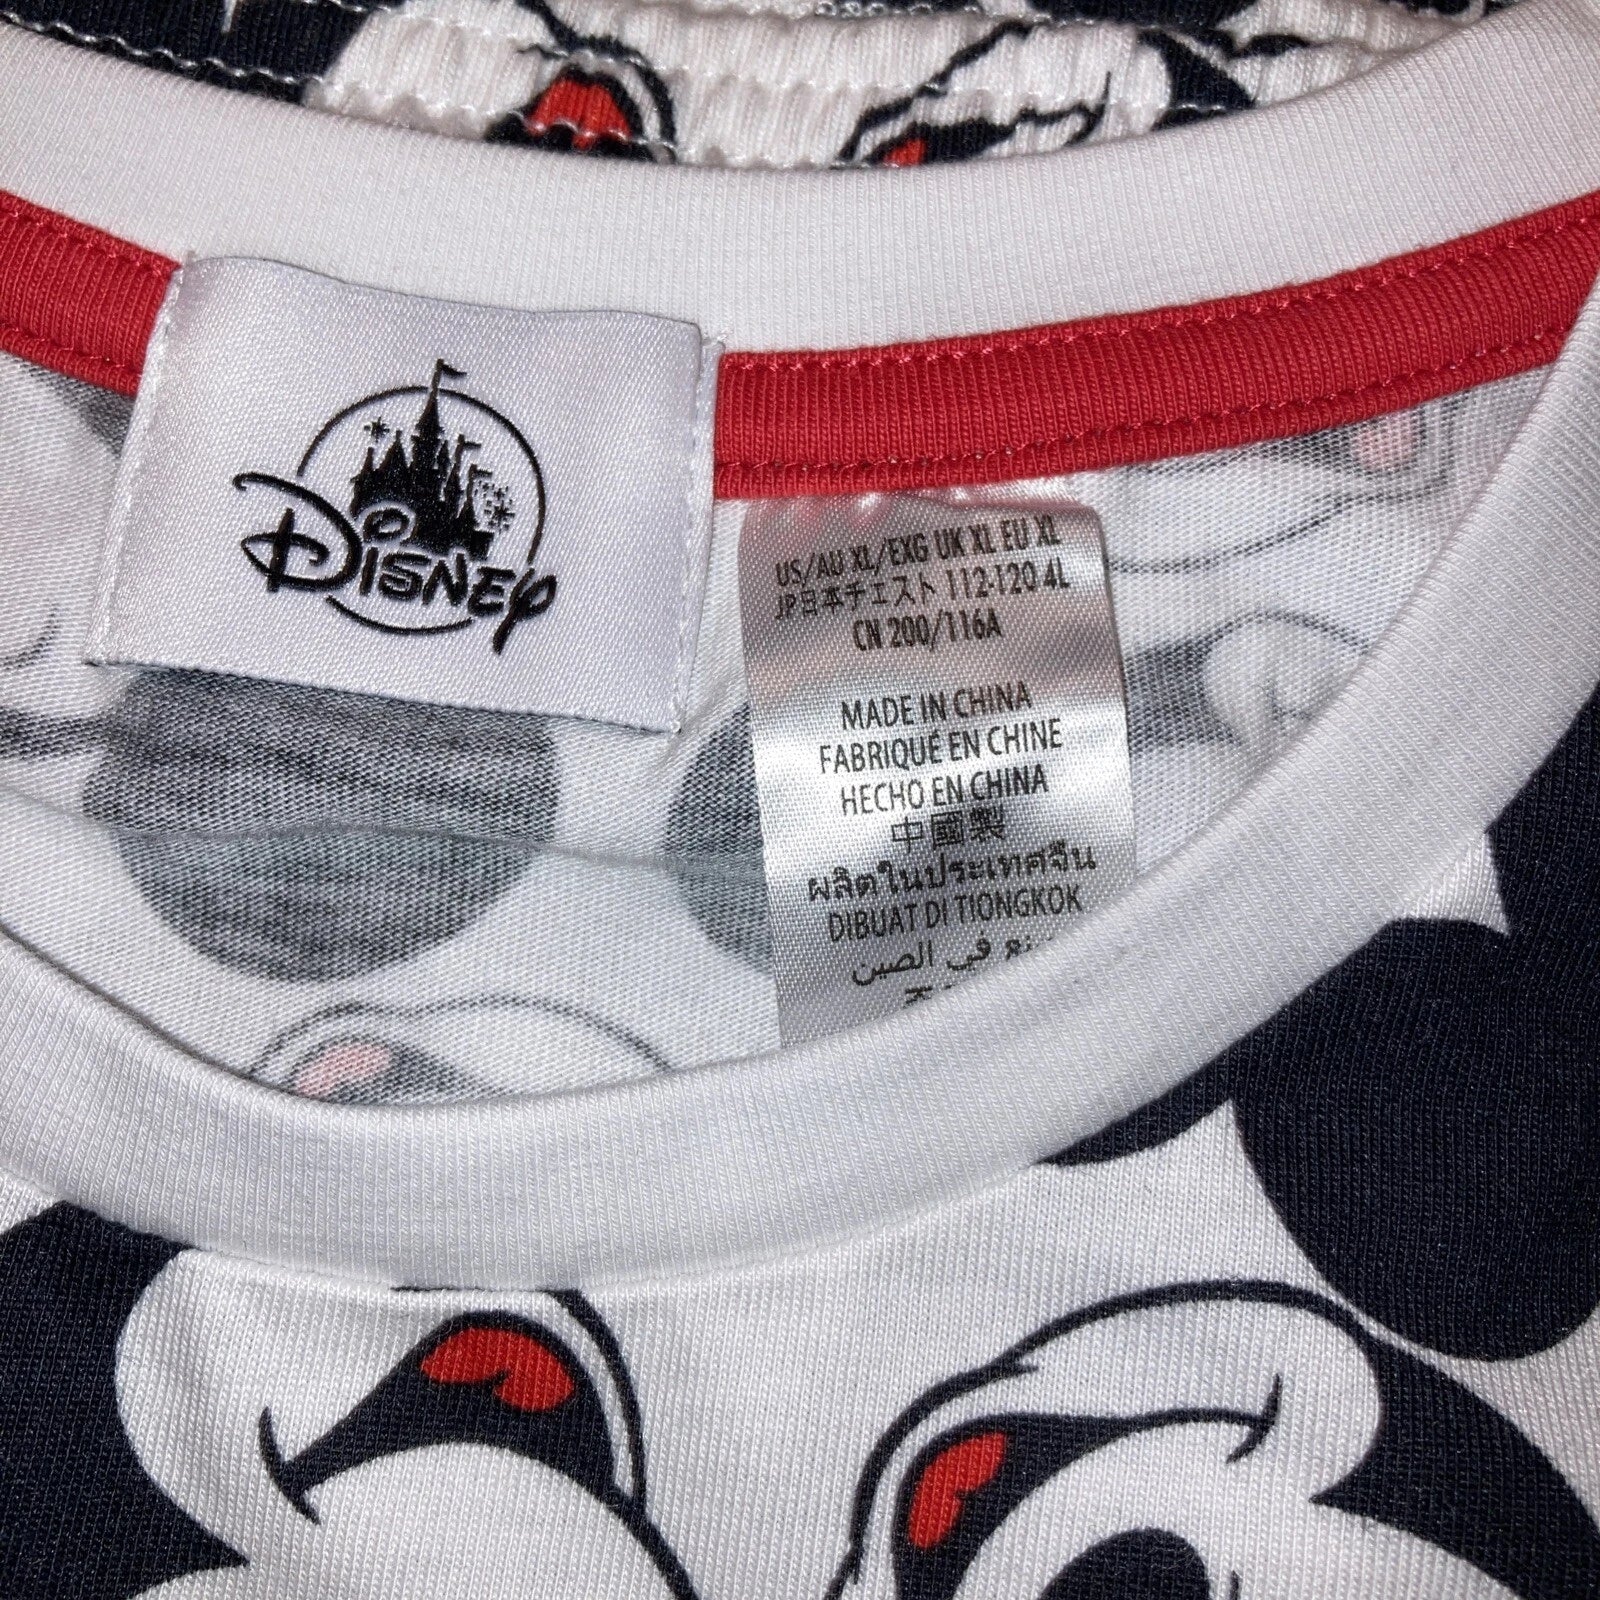 Disney
US/AU XL/EXG UK XL EU XL
JP日本チエスト 112-120 4L
CN 200/116A
MADE IN CHINA
FABRIQUÉ EN CHINE
HECHO EN CHINA
中國製
ผลิตในประเทศจีน
DIBUAT DI TIONGKOK
في الصين